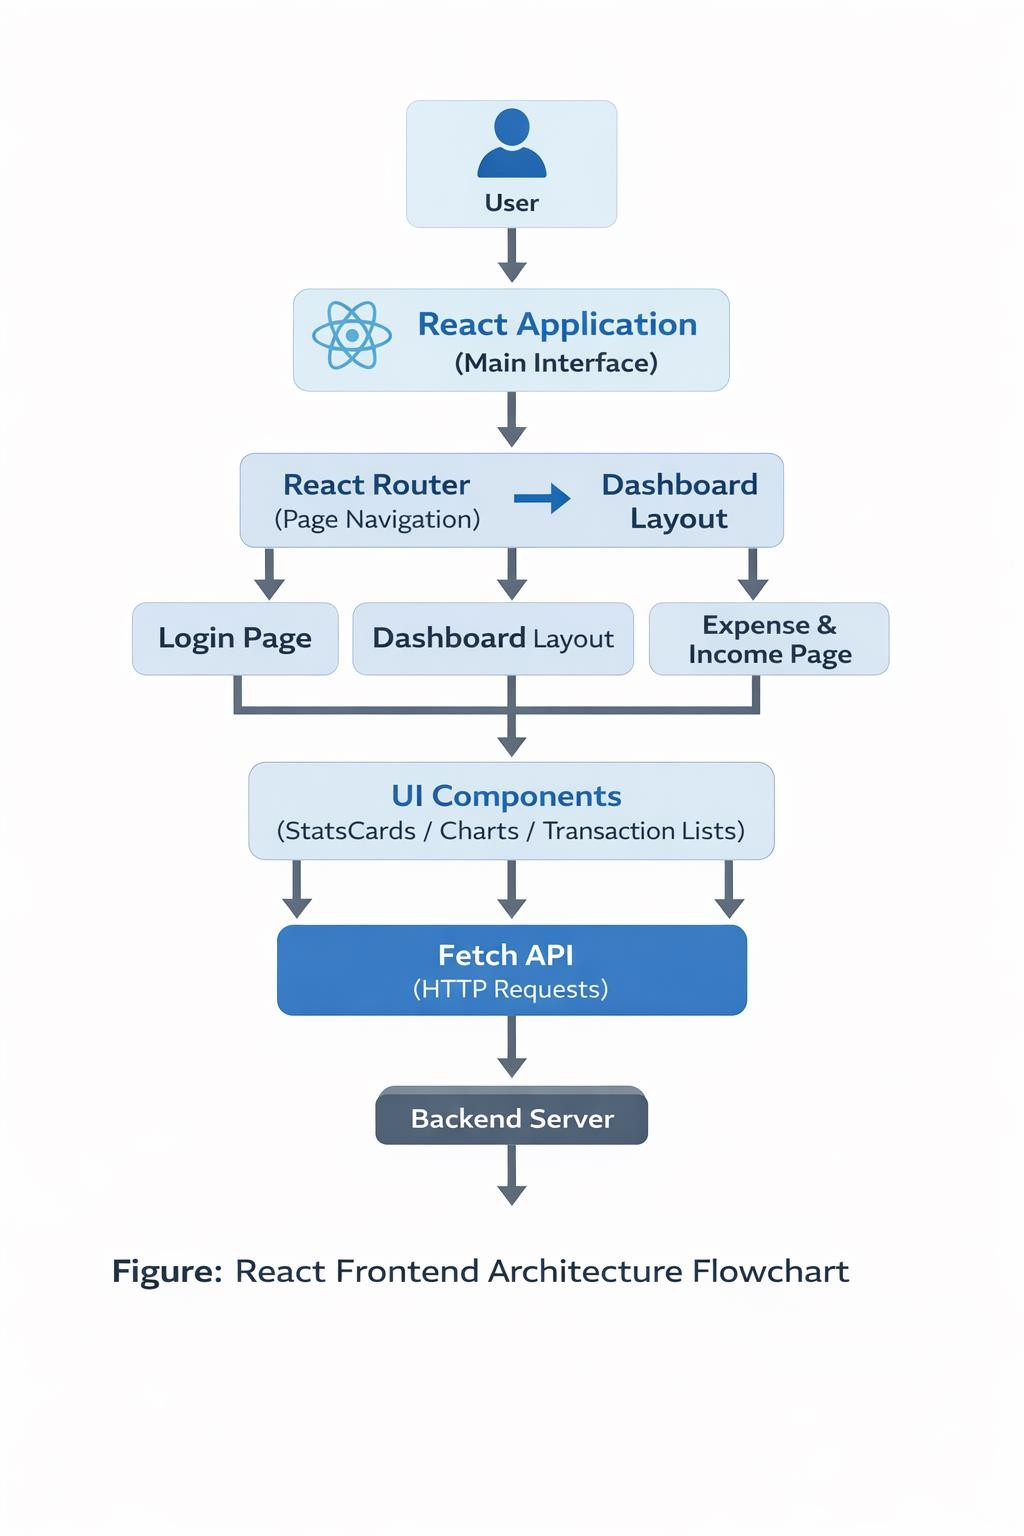 User
React Application
(Main Interface)
React Router
(Page Navigation)
Dashboard
Layout
Login Page
Dashboard Layout
Expense &
Income Page
UI Components
(StatsCards / Charts / Transaction Lists)
Fetch API
(HTTP Requests)
Backend Server
Figure: React Frontend Architecture Flowchart